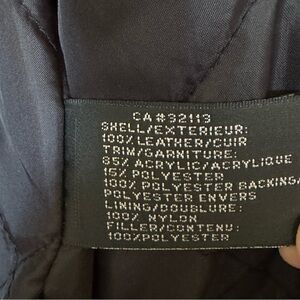 CA#32113
SHELL/EXTERIEUR:
100% LEATHER/CUIR
TRIM/GARNITURE:
85% ACRYLIC/ACRYLIQUE
15% POLYESTER
100% POLYESTER BACKING/
POLYESTER ENVERS
LINING/DOUBLURE:
100% NYLON
FILLER/CONTENU:
100%POLYESTER